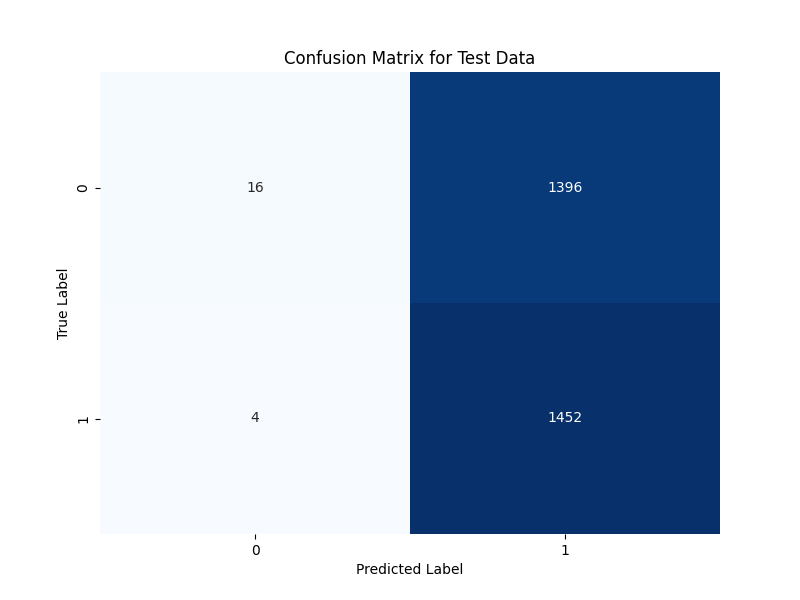 Confusion Matrix for Test Data
0
16
1396
True Label
1
4
1452
0
1
Predicted Label